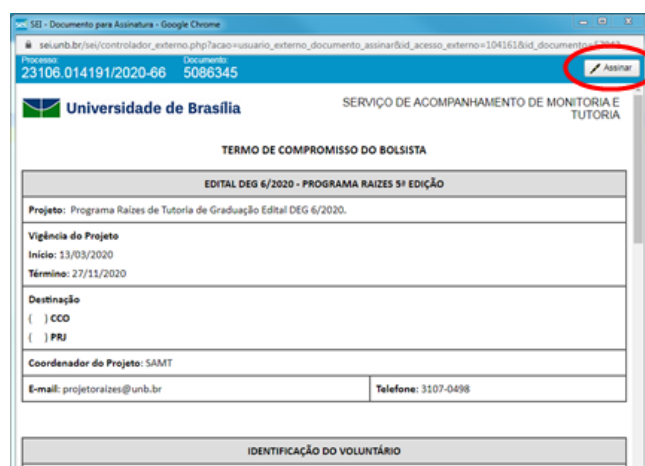 SEI - Documento para Assinatura - Google Chrome
sei.unb.br/sei/controlador_externo.php?acao=usuario_externo_documento_assinar&id_acesso_externo=104161&id_documento=
Processo: Documento:
23106.014191/2020-66 5086345
Assinar
Universidade de Brasília
SERVIÇO DE ACOMPANHAMENTO DE MONITORIA E
TUTORIA
TERMO DE COMPROMISSO DO BOLSISTA
EDITAL DEG 6/2020 - PROGRAMA RAIZES 5ª EDIÇÃO
Projeto: Programa Raízes de Tutoria de Graduação Edital DEG 6/2020.
Vigência do Projeto
Início: 13/03/2020
Término: 27/11/2020
Destinação
( ) CCO
( ) PRJ
Coordenador do Projeto: SAMT
E-mail: projetoraizes@unb.br Telefone: 3107-0498
IDENTIFICAÇÃO DO VOLUNTÁRIO